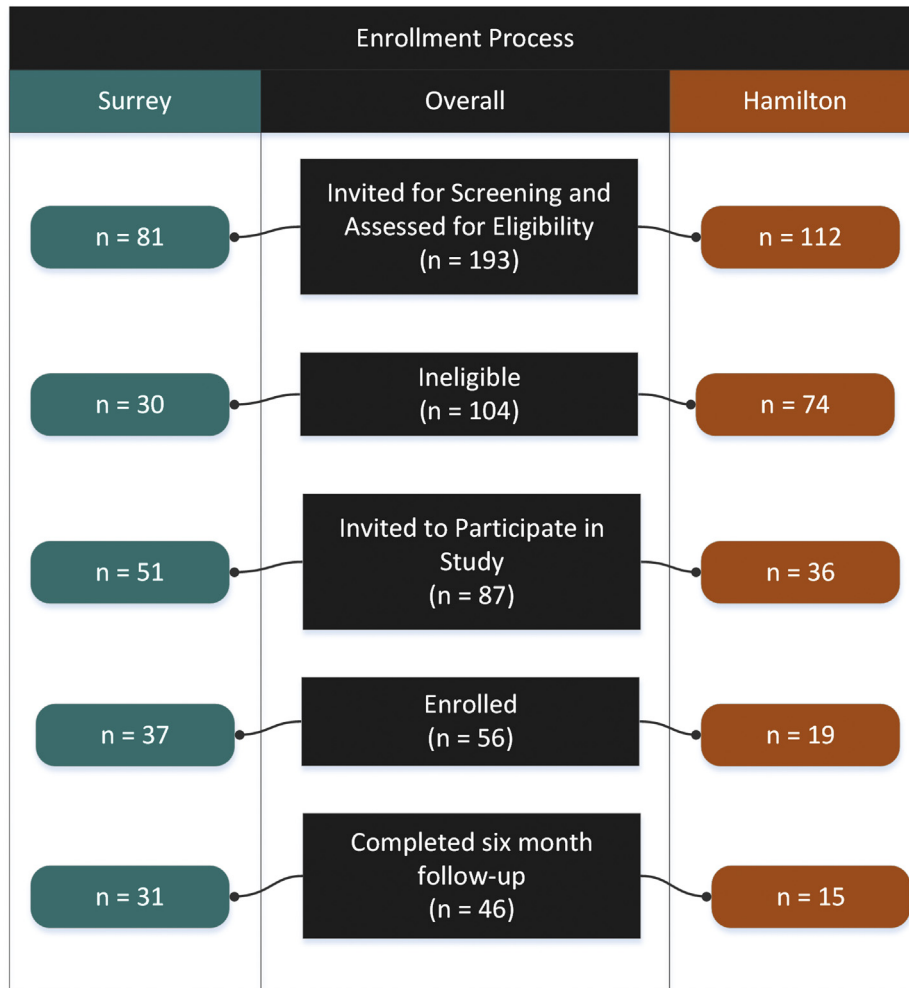 Enrollment Process
Surrey
Overall
Hamilton
n = 81
Invited for Screening and
Assessed for Eligibility
(n = 193)
n = 112
n = 30
Ineligible
(n = 104)
n = 74
n = 51
Invited to Participate in
Study
(n = 87)
n = 36
n = 37
Enrolled
(n = 56)
n = 19
n = 31
Completed six month
follow-up
(n = 46)
n = 15